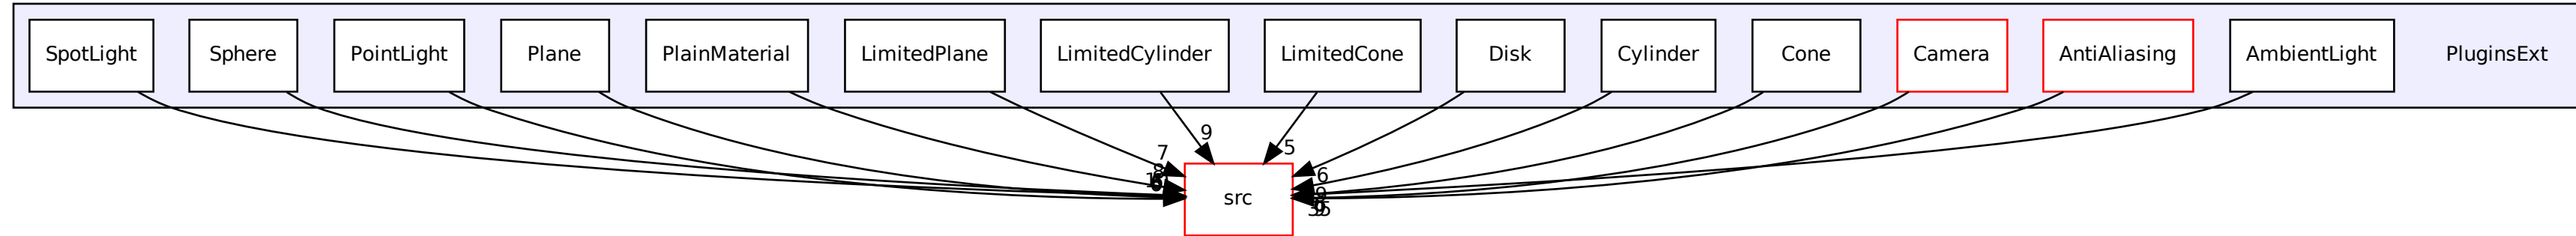 SpotLight
Sphere
PointLight
Plane
PlainMaterial
LimitedPlane
LimitedCylinder
LimitedCone
Disk
Cylinder
Cone
Camera
AntiAliasing
AmbientLight
PluginsExt
9
5
7
6
src